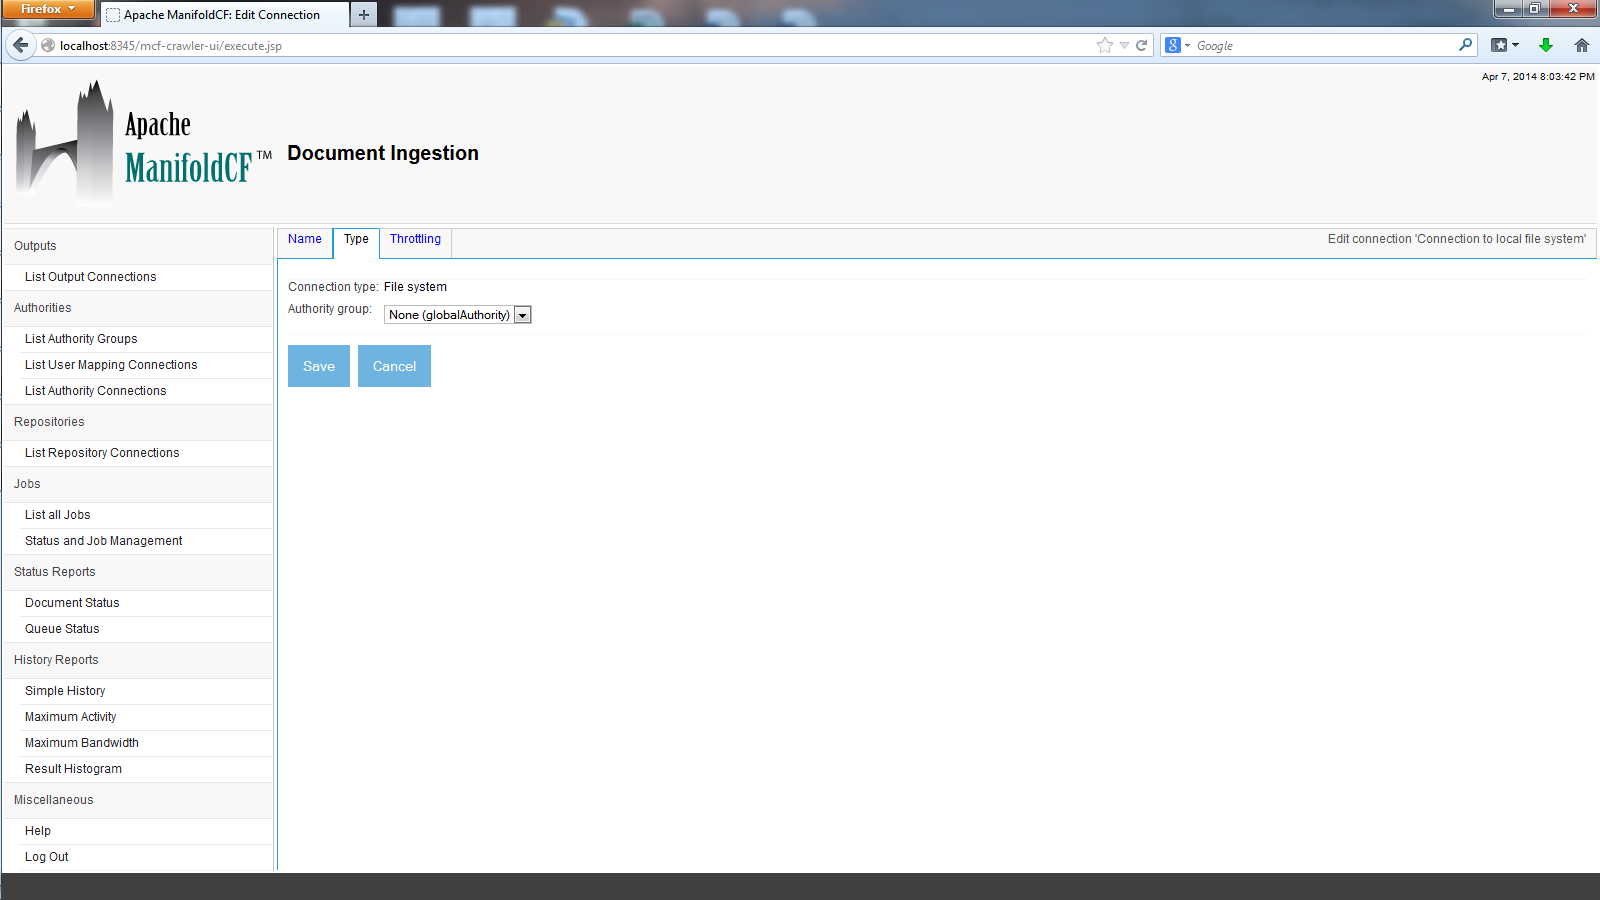 Firefox
Apache ManifoldCF: Edit Connection
localhost:8345/mcf-crawler-ui/execute.jsp
Google
Apr 7, 2014 8:03:42 PM
Apache
ManifoldCF™
Document Ingestion
Outputs
List Output Connections
Authorities
List Authority Groups
List User Mapping Connections
List Authority Connections
Repositories
List Repository Connections
Jobs
List all Jobs
Status and Job Management
Status Reports
Document Status
Queue Status
History Reports
Simple History
Maximum Activity
Maximum Bandwidth
Result Histogram
Miscellaneous
Help
Log Out
Name Type Throttling Edit connection 'Connection to local file system'
Connection type: File system
Authority group: None (globalAuthority)
Save Cancel